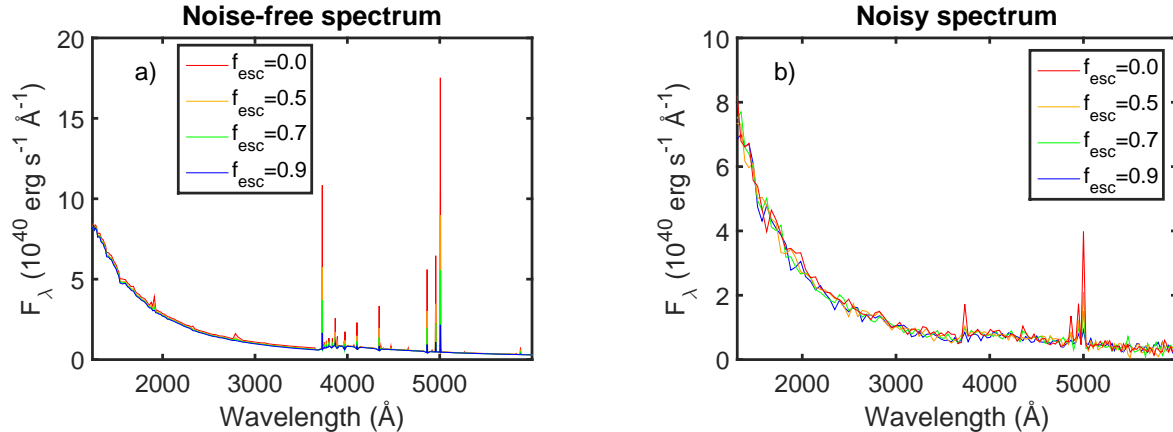 Noise-free spectrum
20
15
10
5
0
2000 3000 4000 5000
Wavelength (Å)
F_λ (10^40 erg s^-1 Å^-1)
a)
f_esc=0.0
f_esc=0.5
f_esc=0.7
f_esc=0.9
Noisy spectrum
10
8
6
4
2
0
2000 3000 4000 5000
Wavelength (Å)
F_λ (10^40 erg s^-1 Å^-1)
b)
f_esc=0.0
f_esc=0.5
f_esc=0.7
f_esc=0.9